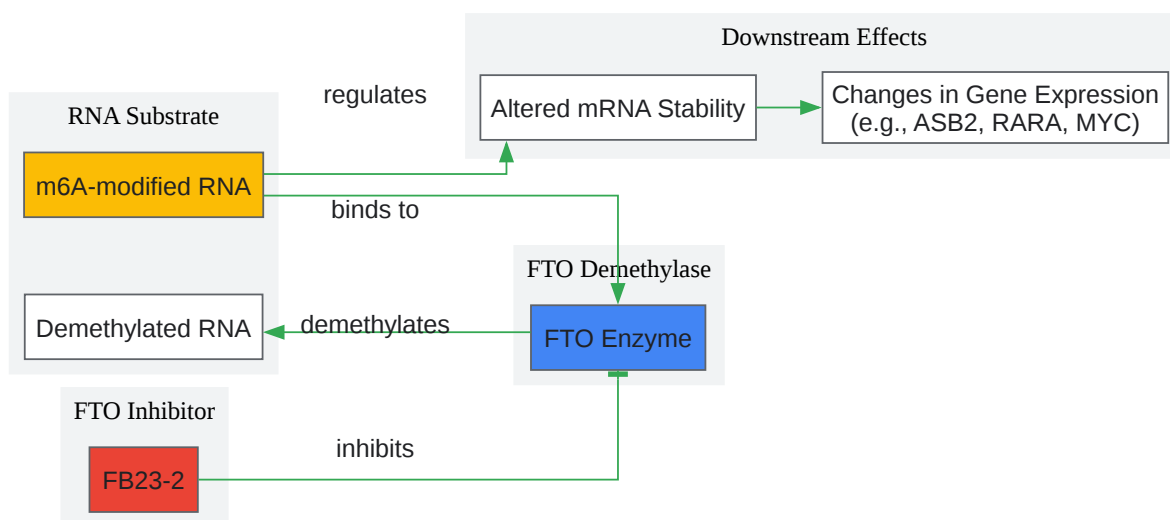 Downstream Effects
regulates
Altered mRNA Stability
Changes in Gene Expression
(e.g., ASB2, RARA, MYC)
RNA Substrate
m6A-modified RNA
binds to
FTO Demethylase
Demethylated RNA
demethylates
FTO Enzyme
FTO Inhibitor
inhibits
FB23-2